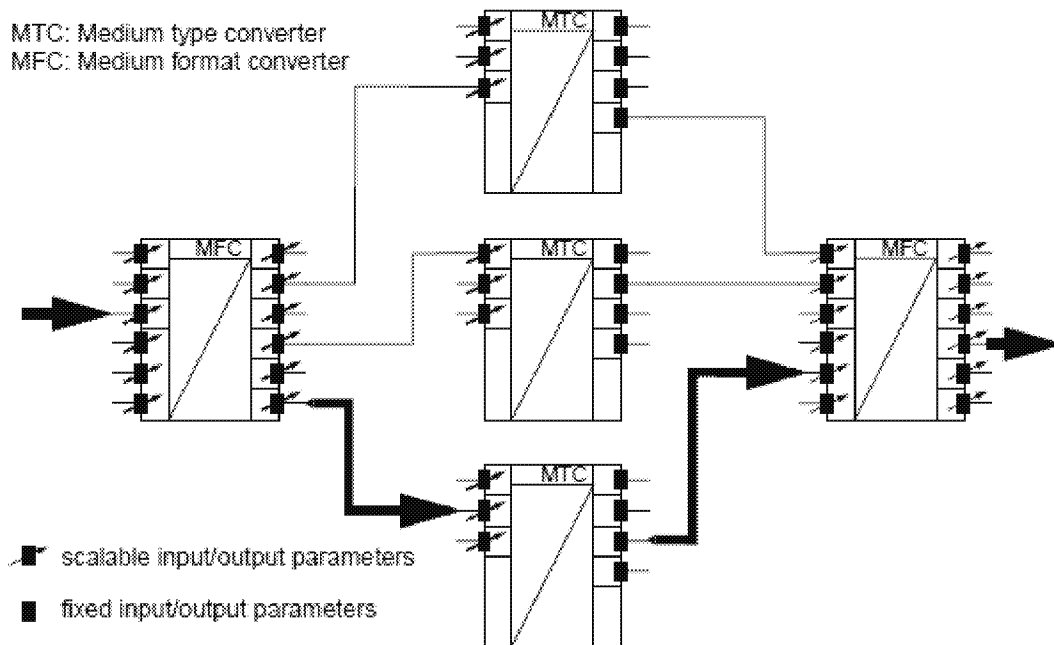 MTC: Medium type converter
MFC: Medium format converter
MTC
MFC
MTC
MFC
MTC
scalable input/output parameters
fixed input/output parameters